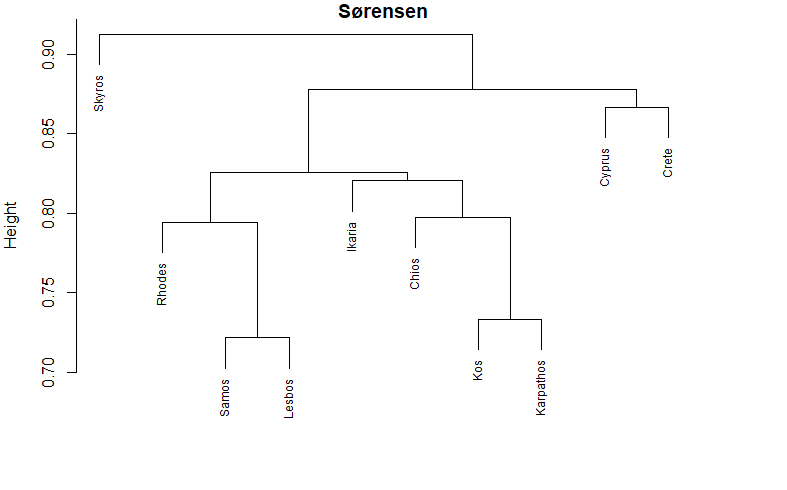 Sørensen
Height
0.90
0.85
0.80
0.75
0.70
Skyros
Rhodes
Samos
Lesbos
Ikaria
Chios
Kos
Karpathos
Cyprus
Crete